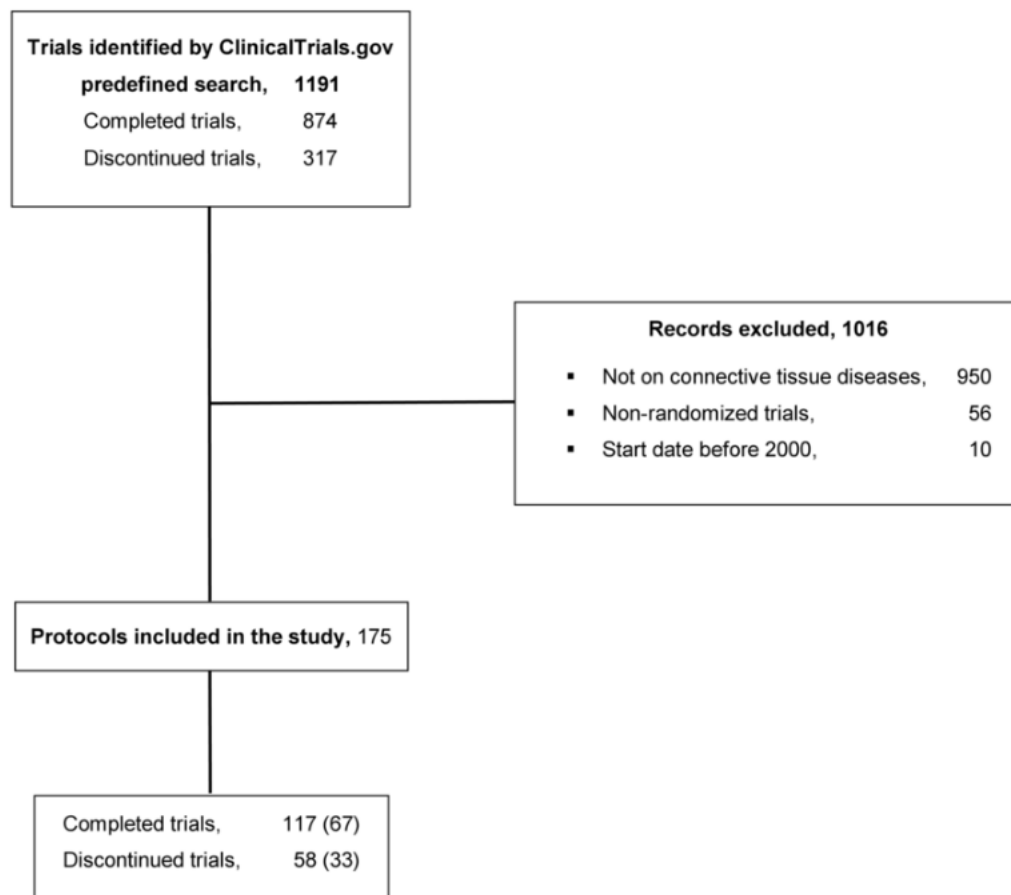 Trials identified by ClinicalTrials.gov
predefined search, 1191
Completed trials, 874
Discontinued trials, 317
Records excluded, 1016
▪ Not on connective tissue diseases, 950
▪ Non-randomized trials, 56
▪ Start date before 2000, 10
Protocols included in the study, 175
Completed trials, 117 (67)
Discontinued trials, 58 (33)